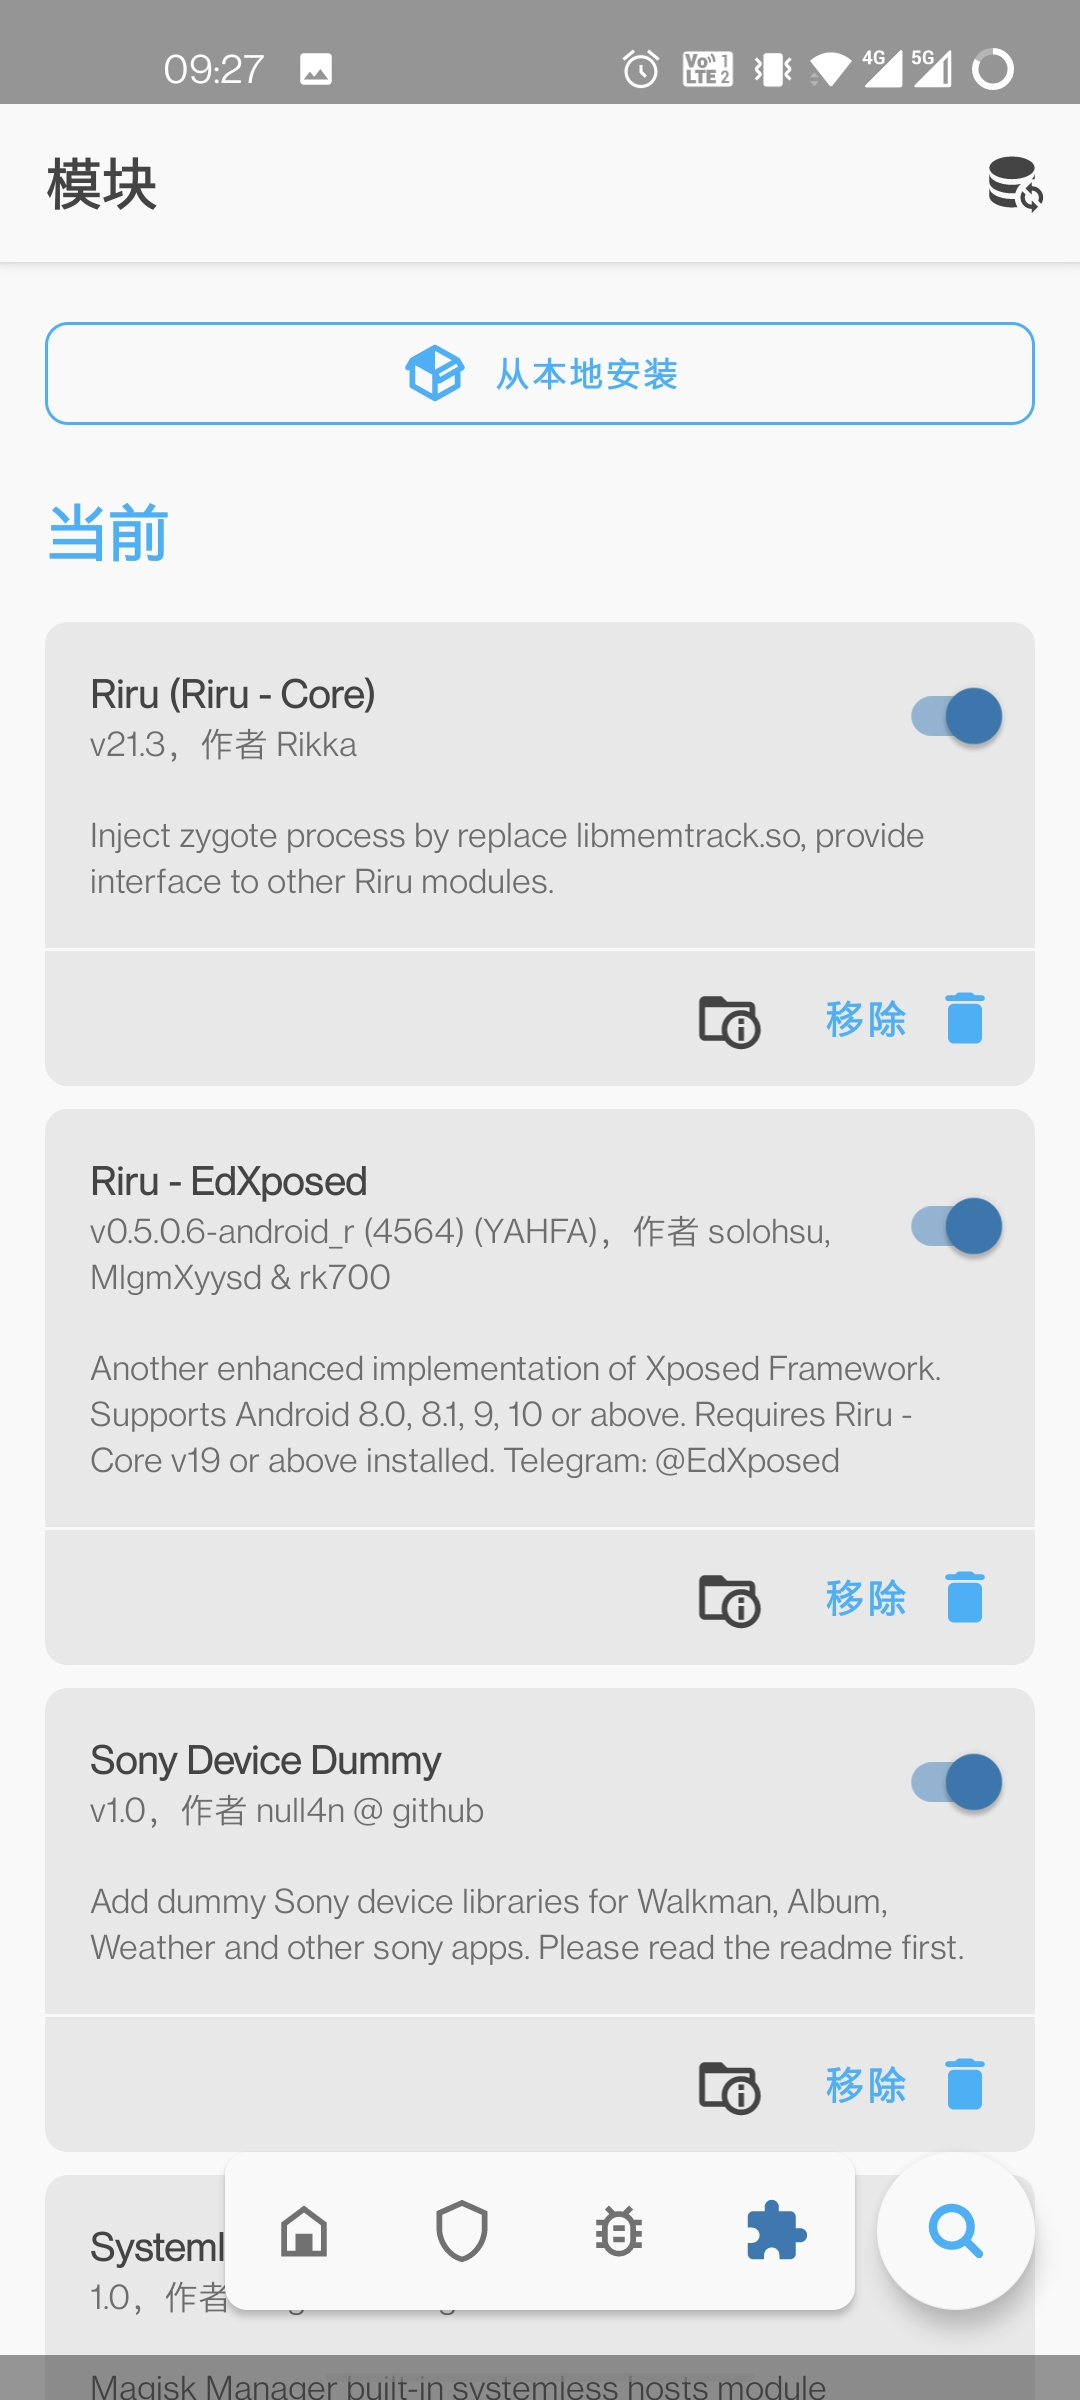 09:27
Vo)) 1
LTE 2
4G
5G
模块
从本地安装
当前
Riru (Riru - Core)
v21.3，作者 Rikka
Inject zygote process by replace libmemtrack.so, provide
interface to other Riru modules.
移除
Riru - EdXposed
v0.5.0.6-android_r (4564) (YAHFA)，作者 solohsu,
MlgmXyysd & rk700
Another enhanced implementation of Xposed Framework.
Supports Android 8.0, 8.1, 9, 10 or above. Requires Riru -
Core v19 or above installed. Telegram: @EdXposed
移除
Sony Device Dummy
v1.0，作者 null4n @ github
Add dummy Sony device libraries for Walkman, Album,
Weather and other sony apps. Please read the readme first.
移除
Systeml
1.0，作者
Magisk Manager built-in systemless hosts module